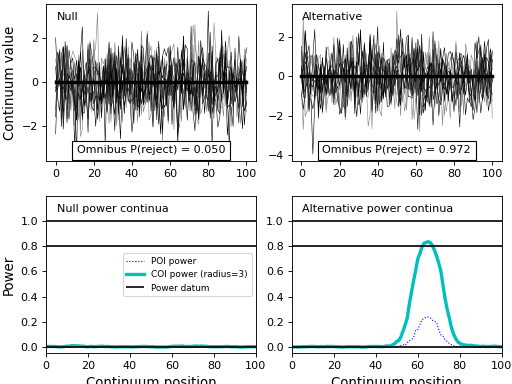 Null
Alternative
Continuum value
2
0
−2
2
0
−2
−4
Omnibus P(reject) = 0.050
Omnibus P(reject) = 0.972
0 20 40 60 80 100
0 20 40 60 80 100
Null power continua
Alternative power continua
Power
1.0
0.8
0.6
0.4
0.2
0.0
1.0
0.8
0.6
0.4
0.2
0.0
POI power
COI power (radius=3)
Power datum
0 20 40 60 80 100
0 20 40 60 80 100
Continuum position
Continuum position